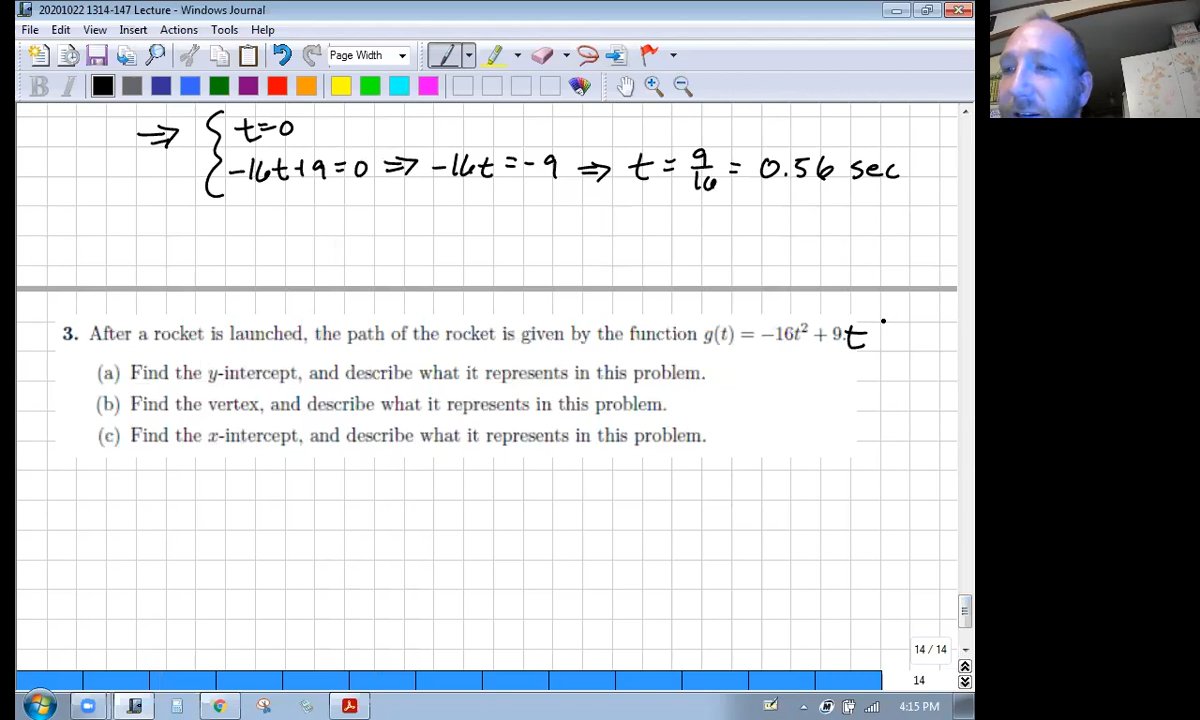 20201022 1314-147 Lecture - Windows Journal
File Edit View Insert Actions Tools Help
Page Width
B I
⇒ { t=0
-16t+9=0 ⇒ -16t=-9 ⇒ t = 9/16 = 0.56 sec
3. After a rocket is launched, the path of the rocket is given by the function g(t) = −16t² + 9.t
(a) Find the y-intercept, and describe what it represents in this problem.
(b) Find the vertex, and describe what it represents in this problem.
(c) Find the x-intercept, and describe what it represents in this problem.
14 / 14
14
4:15 PM